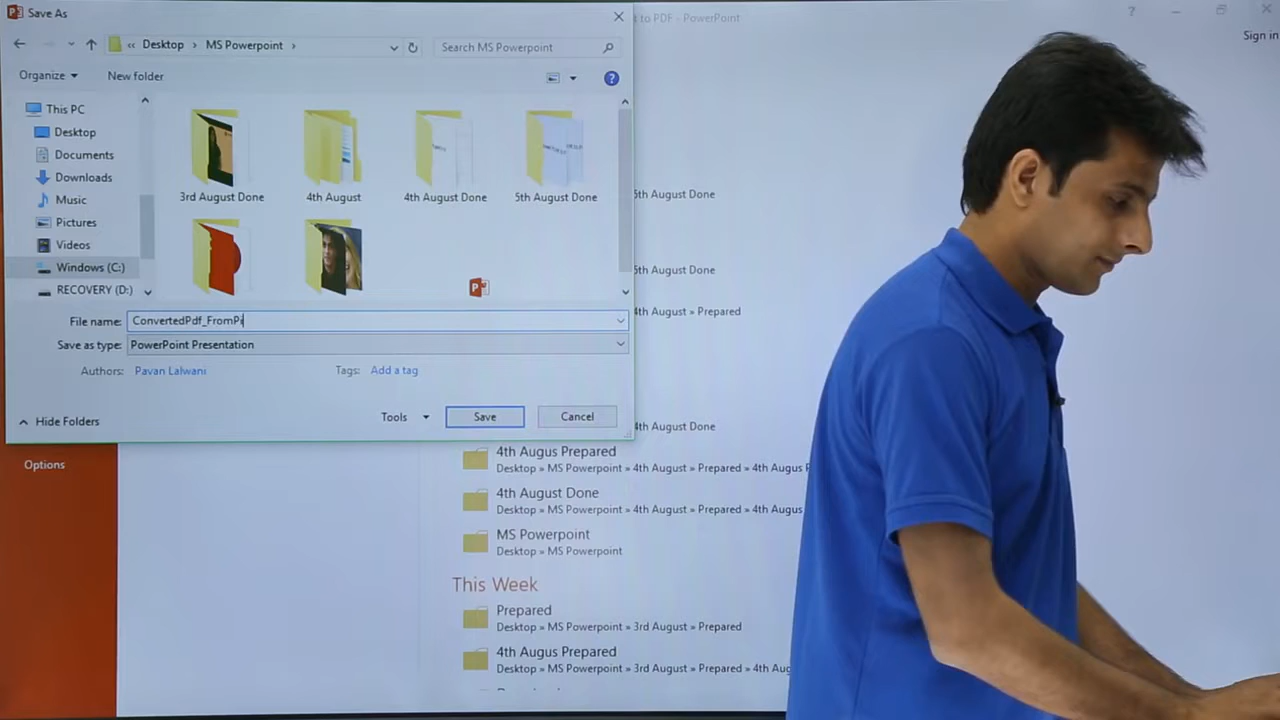 Save As
s to PDF - PowerPoint
?
Sign in
« Desktop › MS Powerpoint ›
Search MS Powerpoint
Organize
New folder
?
This PC
Desktop
Documents
Downloads
Music
Pictures
Videos
Windows (C:)
RECOVERY (D:)
3rd August Done
4th August
4th August Done
5th August Done
5th August Done
5th August Done
4th August » Prepared
File name: ConvertedPdf_FromPi
Save as type: PowerPoint Presentation
Authors: Pavan Lalwani
Tags: Add a tag
Hide Folders
Tools
Save
Cancel
4th August Done
Options
4th Augus Prepared
Desktop » MS Powerpoint » 4th August » Prepared » 4th Augus P
4th August Done
Desktop » MS Powerpoint » 4th August » Prepared » 4th Augus
MS Powerpoint
Desktop » MS Powerpoint
This Week
Prepared
Desktop » MS Powerpoint » 3rd August » Prepared
4th Augus Prepared
Desktop » MS Powerpoint » 3rd August » Prepared » 4th Aug